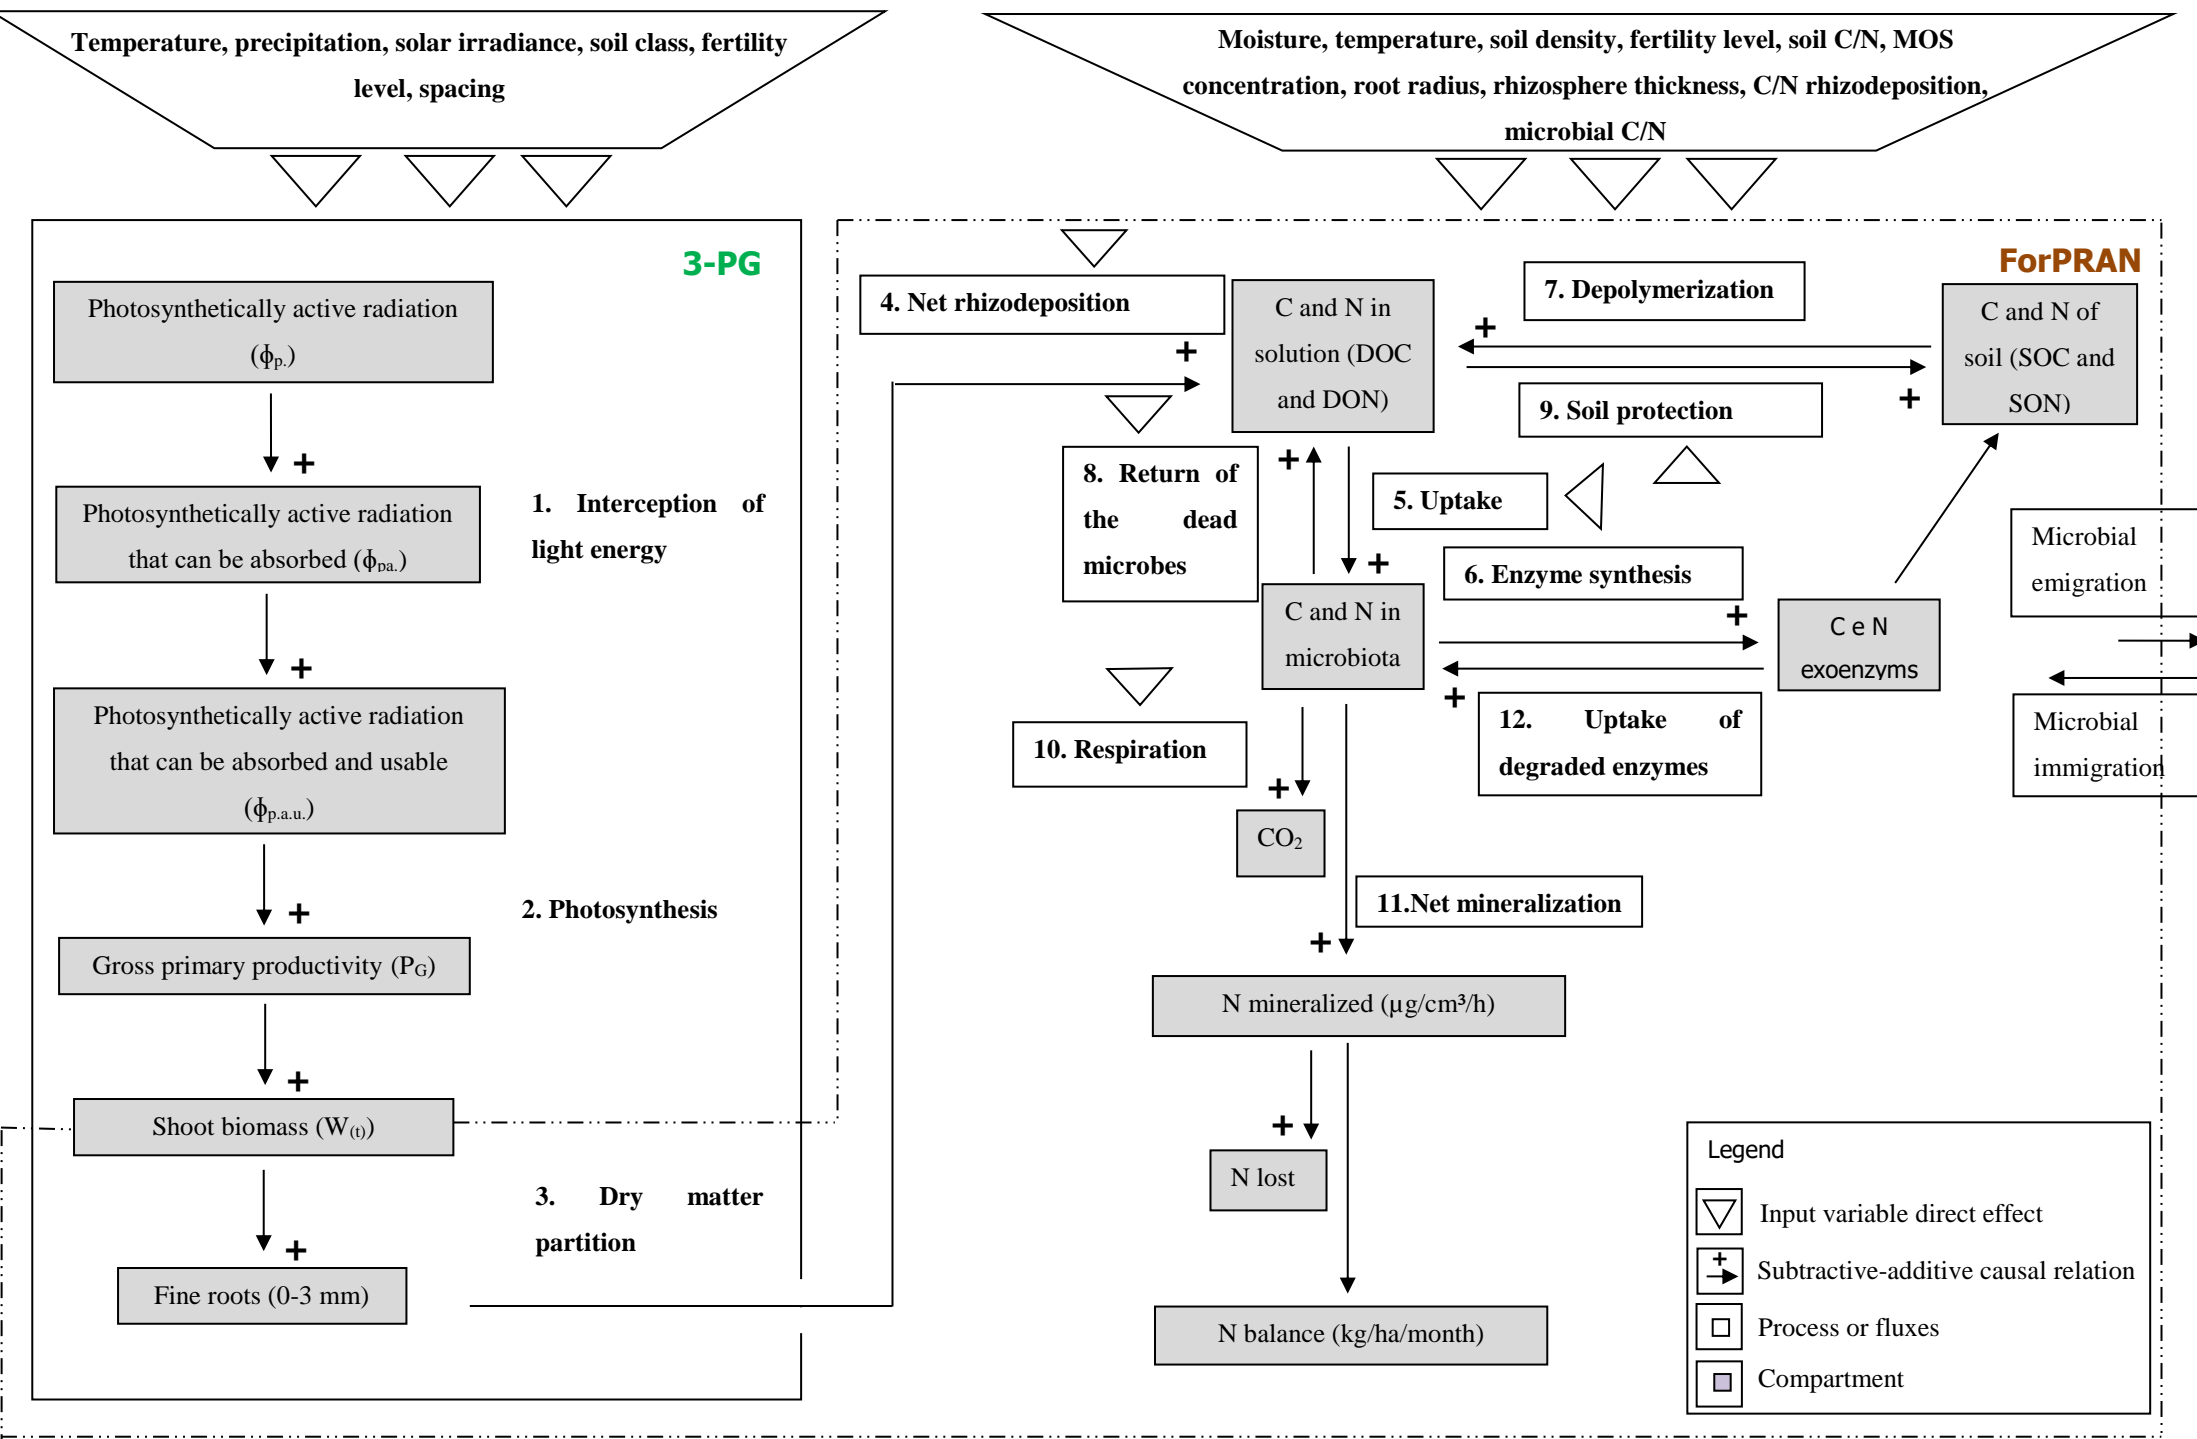 Temperature, precipitation, solar irradiance, soil class, fertility
level, spacing
Moisture, temperature, soil density, fertility level, soil C/N, MOS
concentration, root radius, rhizosphere thickness, C/N rhizodeposition,
microbial C/N
3-PG
Photosynthetically active radiation
(ϕp.)
+
Photosynthetically active radiation
that can be absorbed (ϕpa.)
1. Interception of
light energy
+
Photosynthetically active radiation
that can be absorbed and usable
(ϕp.a.u.)
+
2. Photosynthesis
Gross primary productivity (PG)
+
Shoot biomass (W(t))
+
3. Dry matter
partition
Fine roots (0-3 mm)
ForPRAN
4. Net rhizodeposition
+
C and N in
solution (DOC
and DON)
7. Depolymerization
+
9. Soil protection
+
C and N of
soil (SOC and
SON)
8. Return of
the dead
microbes
+
5. Uptake
+
6. Enzyme synthesis
+
C and N in
microbiota
C e N
exoenzyms
+
12. Uptake of
degraded enzymes
Microbial
emigration
Microbial
immigration
10. Respiration
+
CO₂
11.Net mineralization
+
N mineralized (µg/cm³/h)
+
N lost
N balance (kg/ha/month)
Legend
Input variable direct effect
+
Subtractive-additive causal relation
Process or fluxes
Compartment